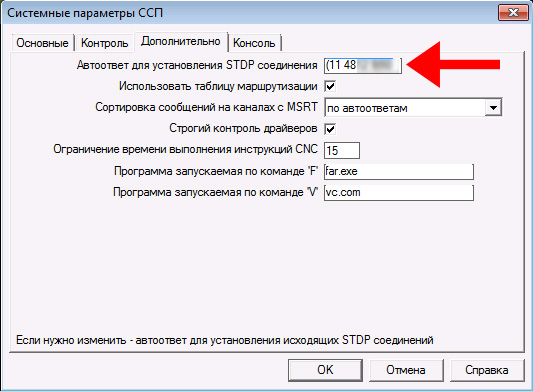 Системные параметры ССП
Основные Контроль Дополнительно Консоль
Автоответ для установления STDP соединения (11 48
Использовать таблицу маршрутизации
Сортировка сообщений на каналах с MSRT по автоответам
Строгий контроль драйверов
Ограничение времени выполнения инструкций CNC 15
Программа запускаемая по команде 'F' far.exe
Программа запускаемая по команде 'V' vc.com
Если нужно изменить - автоответ для установления исходящих STDP соединений
OK Отмена Справка